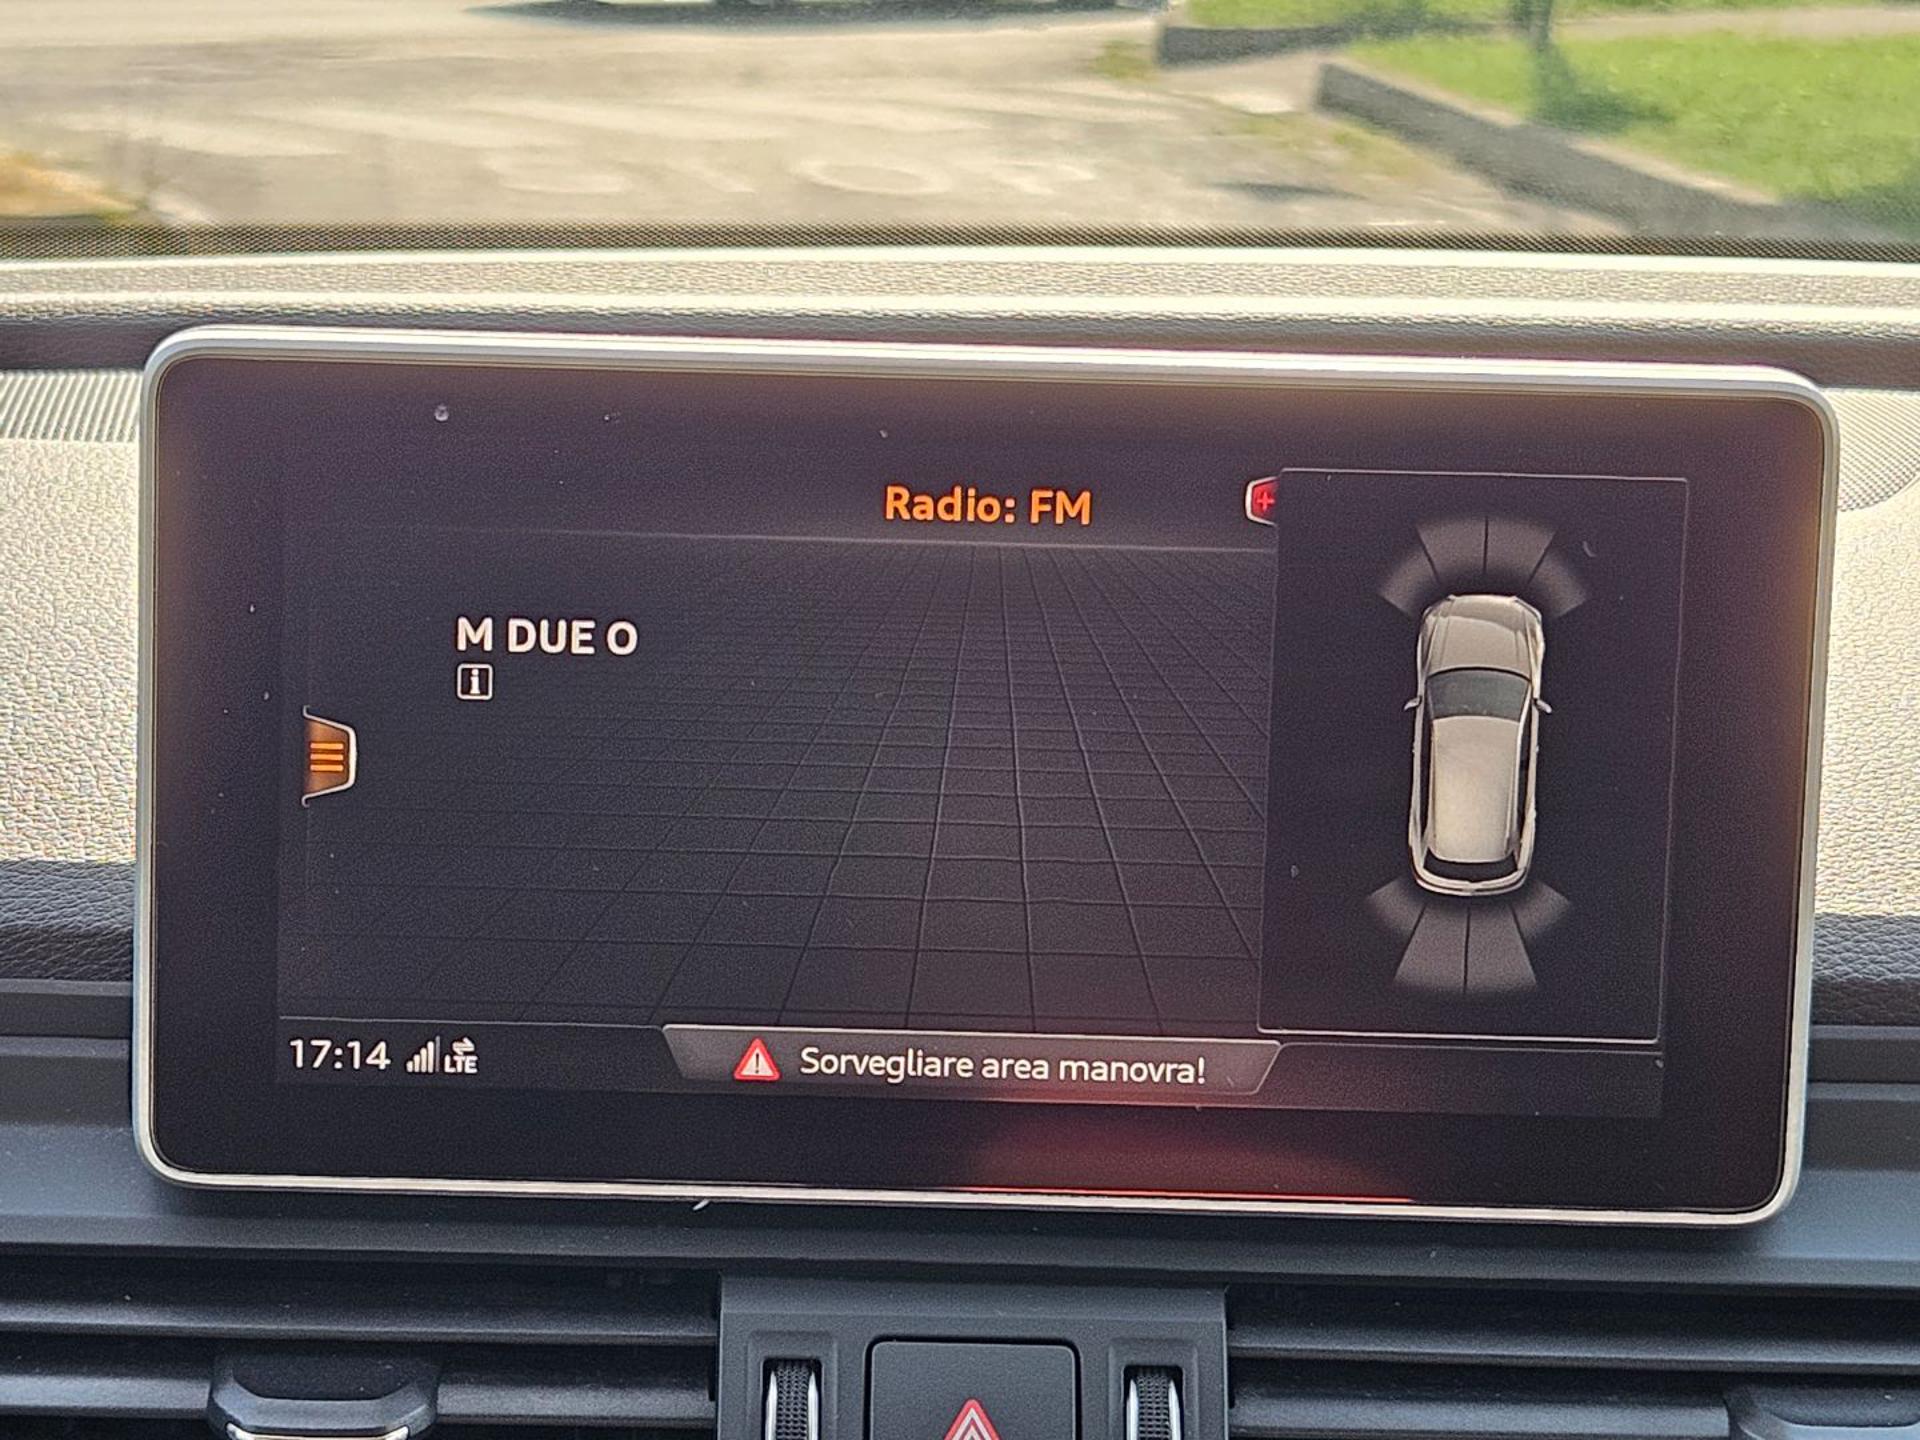 Radio: FM
M DUE O
i
17:14 LTE
Sorvegliare area manovra!